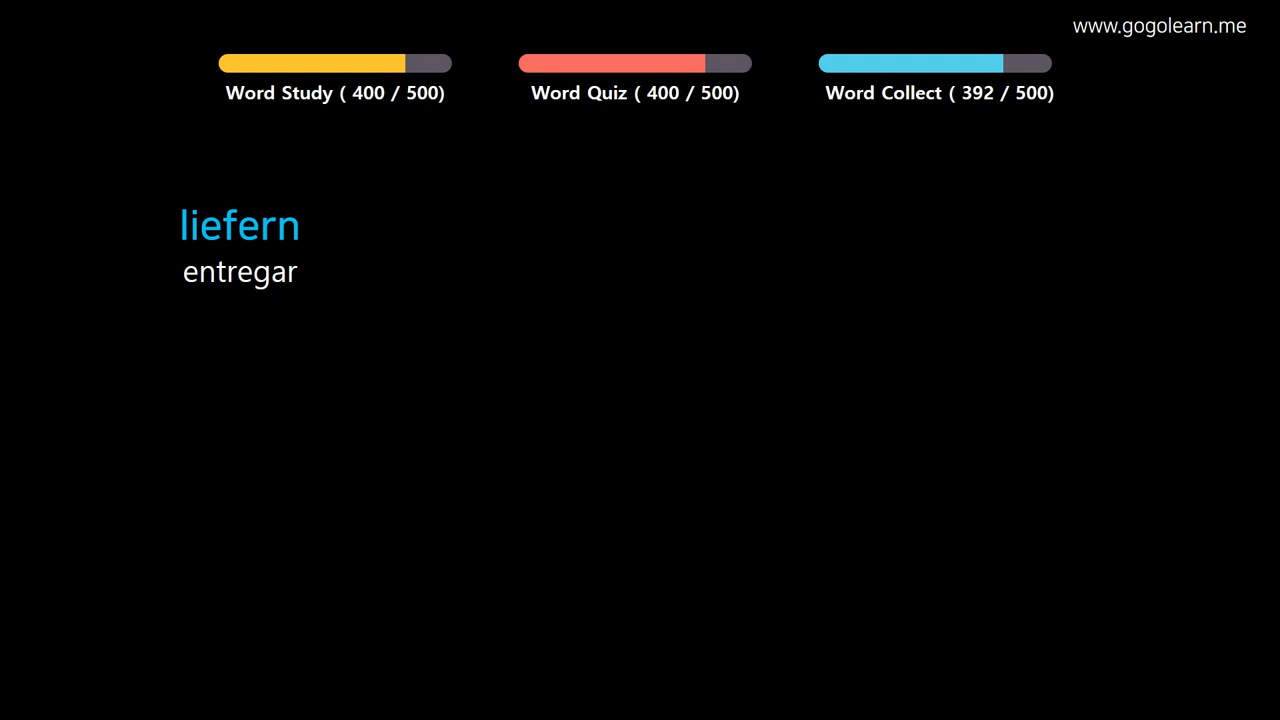 www.gogolearn.me
Word Study ( 400 / 500)
Word Quiz ( 400 / 500)
Word Collect ( 392 / 500)
liefern
entregar